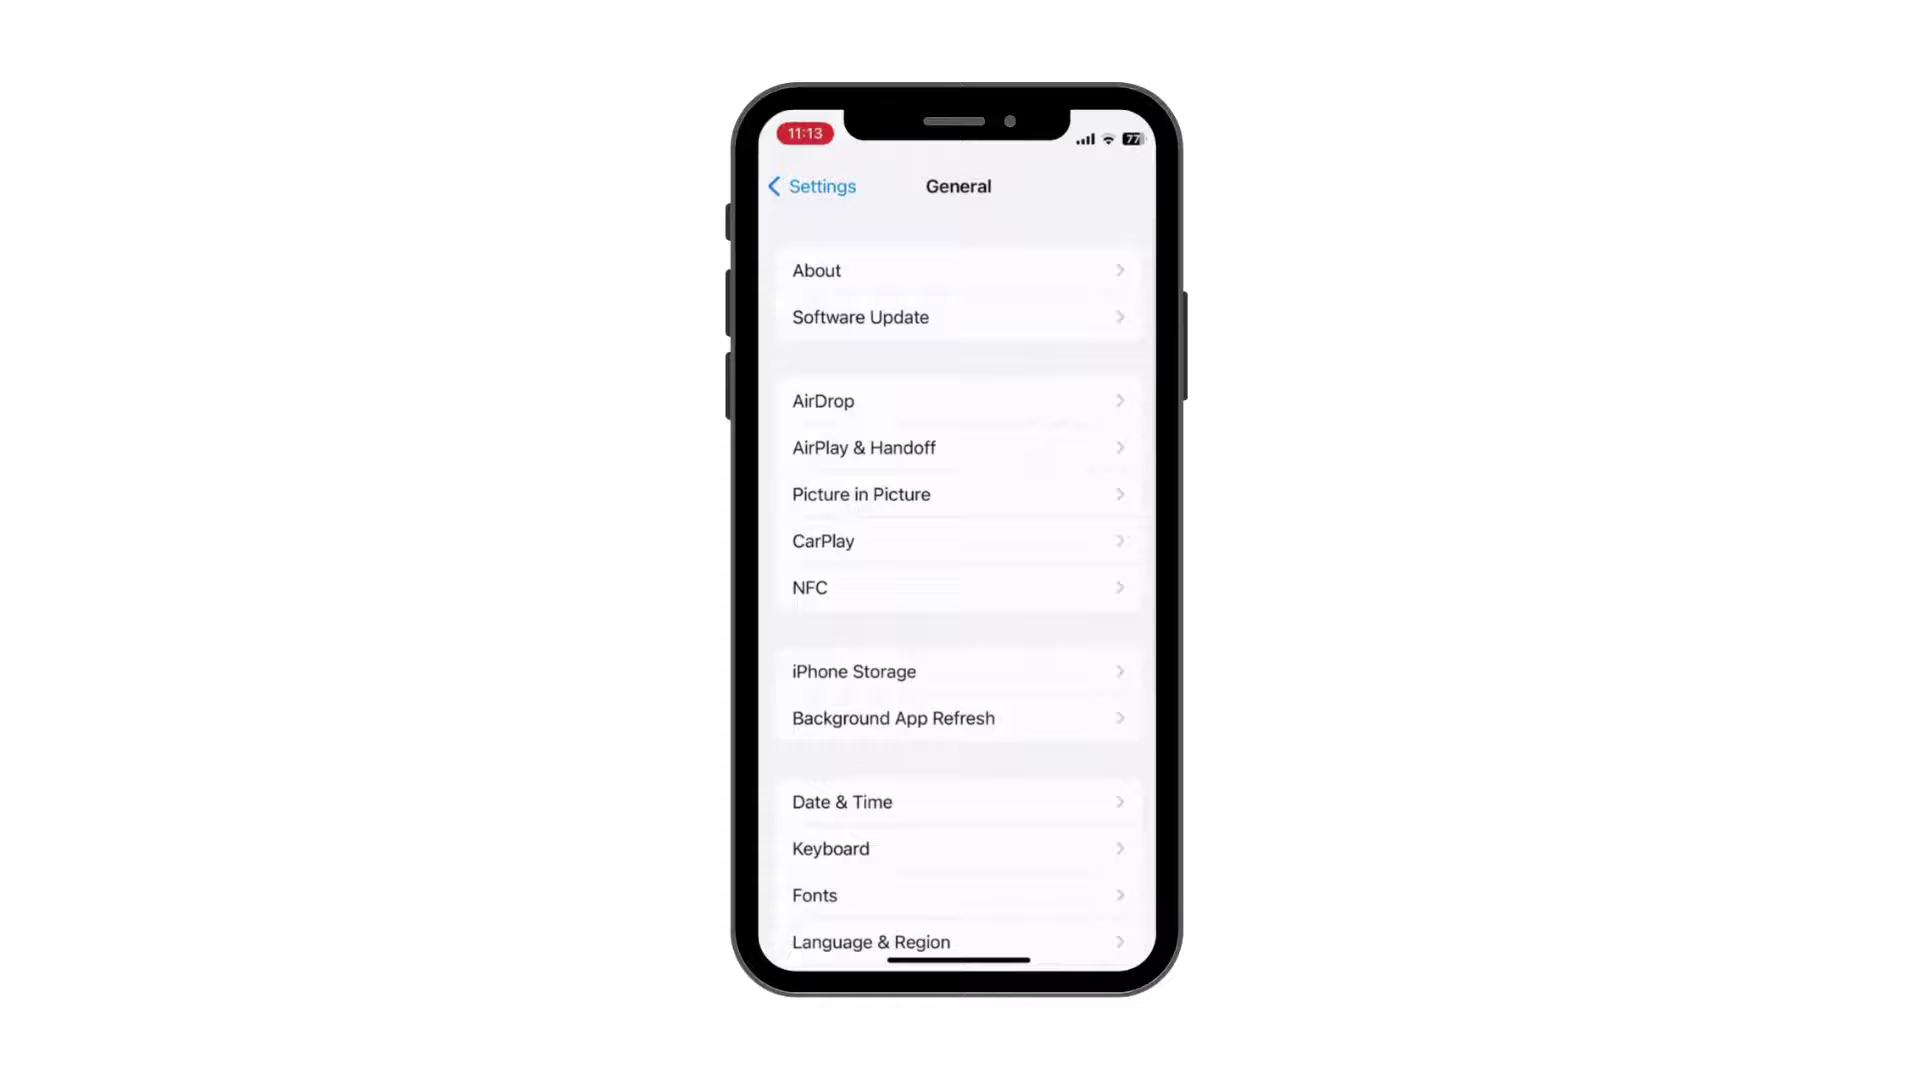 11:13
77
Settings
General
About
Software Update
AirDrop
AirPlay & Handoff
Picture in Picture
CarPlay
NFC
iPhone Storage
Background App Refresh
Date & Time
Keyboard
Fonts
Language & Region